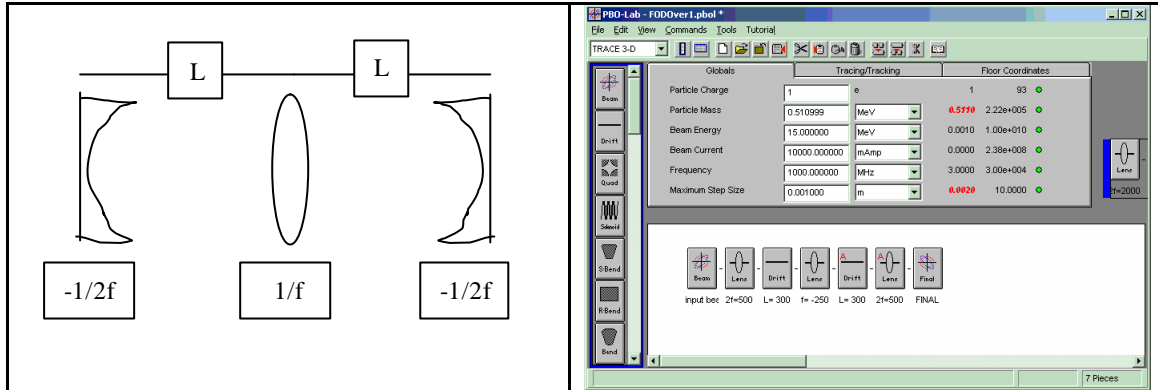 L
L
-1/2f
1/f
-1/2f
PBO-Lab - FODOver1.pbol *
File Edit View Commands Tools Tutorial
TRACE 3-D
Globals
Tracing/Tracking
Floor Coordinates
Particle Charge 1 e 1 93
Particle Mass 0.510999 MeV 0.5110 2.22e+005
Beam Energy 15.000000 MeV 0.0010 1.00e+010
Beam Current 10000.000000 mAmp 0.0000 2.38e+008
Frequency 1000.000000 MHz 3.0000 3.00e+004
Maximum Step Size 0.001000 m 0.0020 10.0000
Beam
Drift
Quad
Solenoid
S-Bend
R-Bend
Bend
Lens
2f=2000
Beam
Lens
Drift
Lens
A
Drift
A
Lens
Final
input bea 2f=500 L= 300 f= -250 L= 300 2f=500 FINAL
7 Pieces